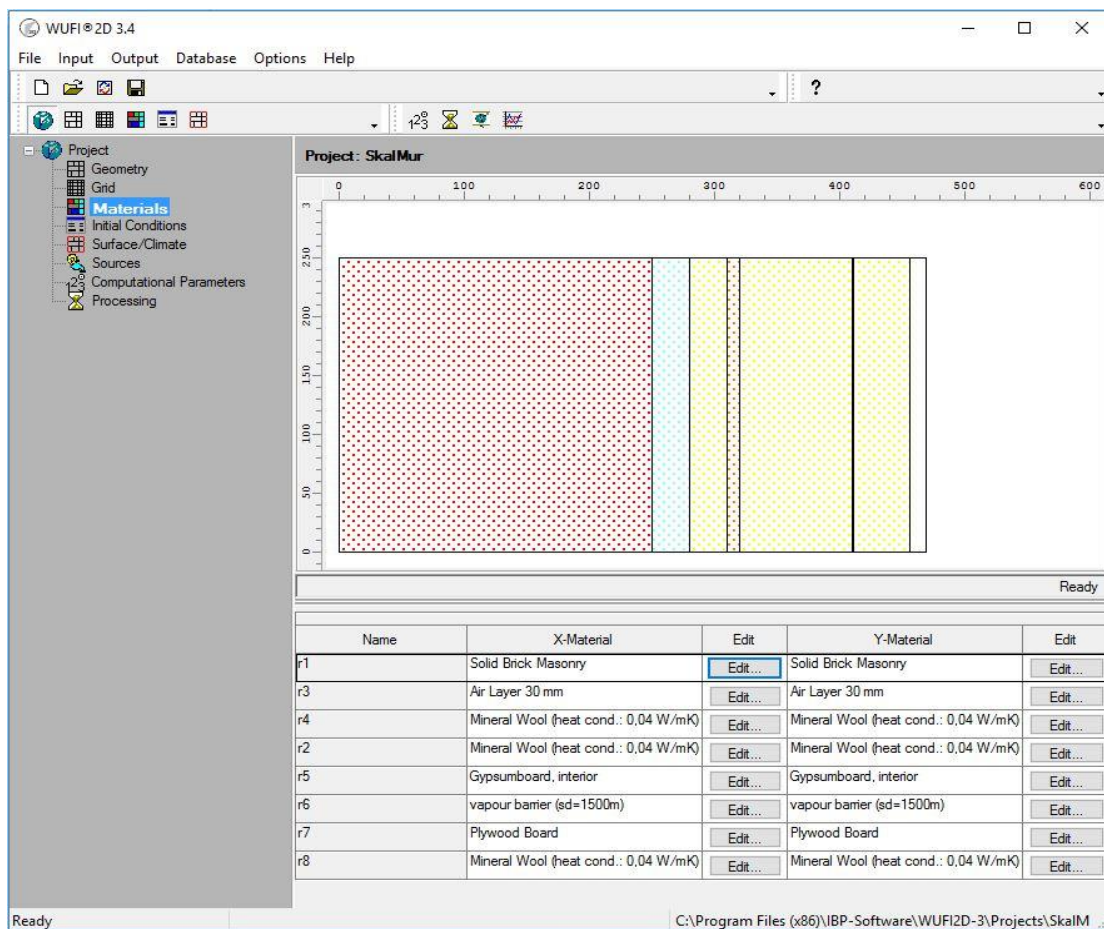 WUFI®2D 3.4
File Input Output Database Options Help
?
Project
Geometry
Grid
Materials
Initial Conditions
Surface/Climate
Sources
Computational Parameters
Processing
Project: SkalMur
0 100 200 300 400 500 600
3
250
200
150
100
50
0
Ready
Name X-Material Edit Y-Material Edit
r1 Solid Brick Masonry Edit... Solid Brick Masonry Edit...
r3 Air Layer 30 mm Edit... Air Layer 30 mm Edit...
r4 Mineral Wool (heat cond.: 0,04 W/mK) Edit... Mineral Wool (heat cond.: 0,04 W/mK) Edit...
r2 Mineral Wool (heat cond.: 0,04 W/mK) Edit... Mineral Wool (heat cond.: 0,04 W/mK) Edit...
r5 Gypsumboard, interior Edit... Gypsumboard, interior Edit...
r6 vapour barrier (sd=1500m) Edit... vapour barrier (sd=1500m) Edit...
r7 Plywood Board Edit... Plywood Board Edit...
r8 Mineral Wool (heat cond.: 0,04 W/mK) Edit... Mineral Wool (heat cond.: 0,04 W/mK) Edit...
Ready C:\Program Files (x86)\IBP-Software\WUFI2D-3\Projects\SkalM